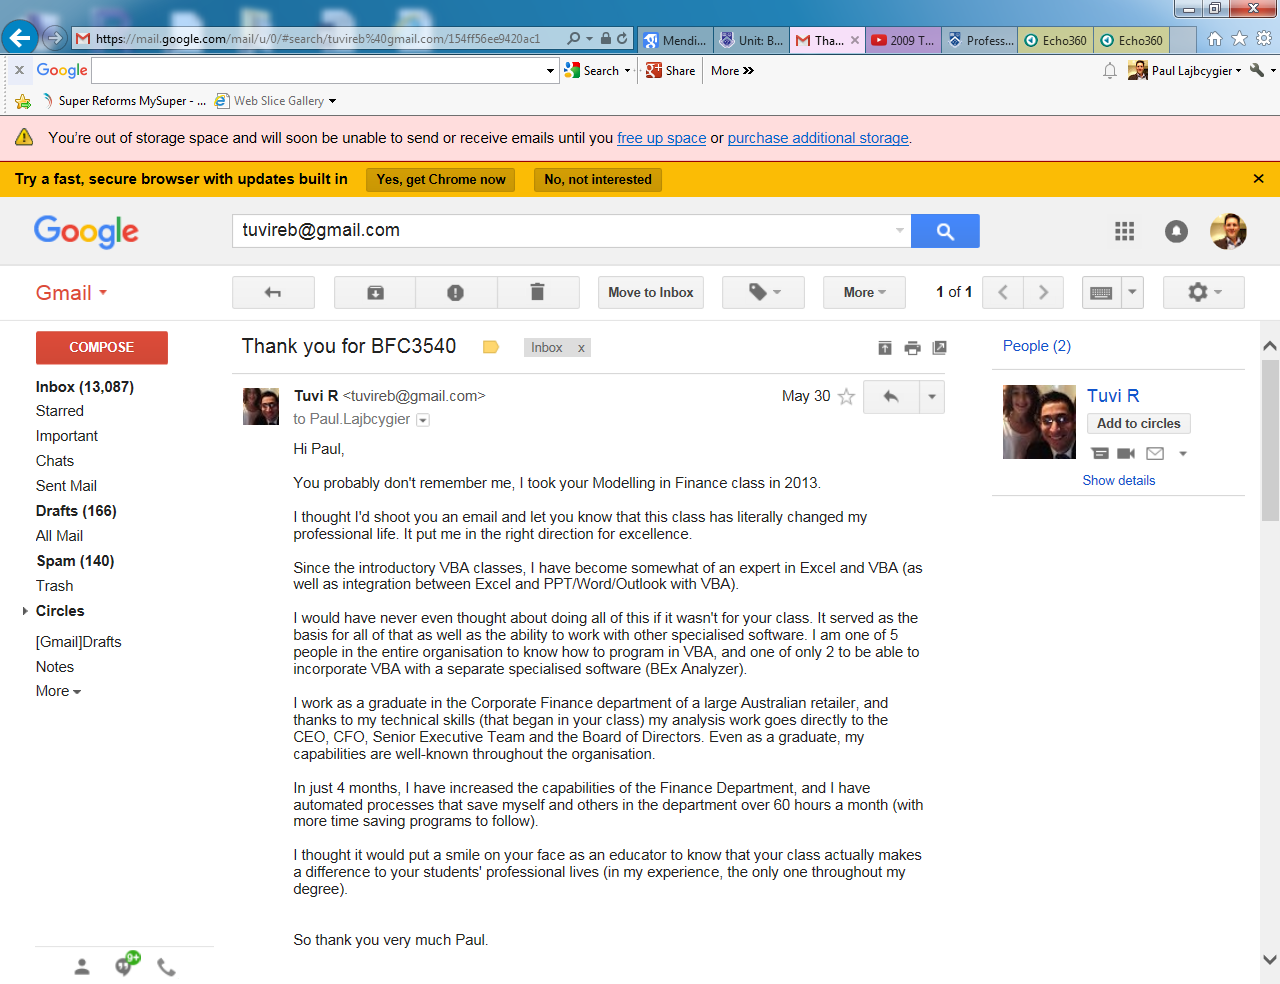 https://mail.google.com/mail/u/0/#search/tuvireb%40gmail.com/154ff56ee9420ac1
Mendi...
Unit: B...
Tha...
2009 T...
Profess...
Echo360
Echo360
x Google
Search
Share
More »
Paul Lajbcygier
Super Reforms MySuper - ...
Web Slice Gallery
You're out of storage space and will soon be unable to send or receive emails until you free up space or purchase additional storage.
Try a fast, secure browser with updates built in
Yes, get Chrome now
No, not interested
Google
tuvireb@gmail.com
Gmail
Move to Inbox
More
1 of 1
COMPOSE
Inbox (13,087)
Starred
Important
Chats
Sent Mail
Drafts (166)
All Mail
Spam (140)
Trash
Circles
[Gmail]Drafts
Notes
More
9+
Thank you for BFC3540
Inbox x
Tuvi R <tuvireb@gmail.com>
May 30
to Paul.Lajbcygier
Hi Paul,
You probably don't remember me, I took your Modelling in Finance class in 2013.
I thought I'd shoot you an email and let you know that this class has literally changed my
professional life. It put me in the right direction for excellence.
Since the introductory VBA classes, I have become somewhat of an expert in Excel and VBA (as
well as integration between Excel and PPT/Word/Outlook with VBA).
I would have never even thought about doing all of this if it wasn't for your class. It served as the
basis for all of that as well as the ability to work with other specialised software. I am one of 5
people in the entire organisation to know how to program in VBA, and one of only 2 to be able to
incorporate VBA with a separate specialised software (BEx Analyzer).
I work as a graduate in the Corporate Finance department of a large Australian retailer, and
thanks to my technical skills (that began in your class) my analysis work goes directly to the
CEO, CFO, Senior Executive Team and the Board of Directors. Even as a graduate, my
capabilities are well-known throughout the organisation.
In just 4 months, I have increased the capabilities of the Finance Department, and I have
automated processes that save myself and others in the department over 60 hours a month (with
more time saving programs to follow).
I thought it would put a smile on your face as an educator to know that your class actually makes
a difference to your students' professional lives (in my experience, the only one throughout my
degree).
So thank you very much Paul.
People (2)
Tuvi R
Add to circles
Show details